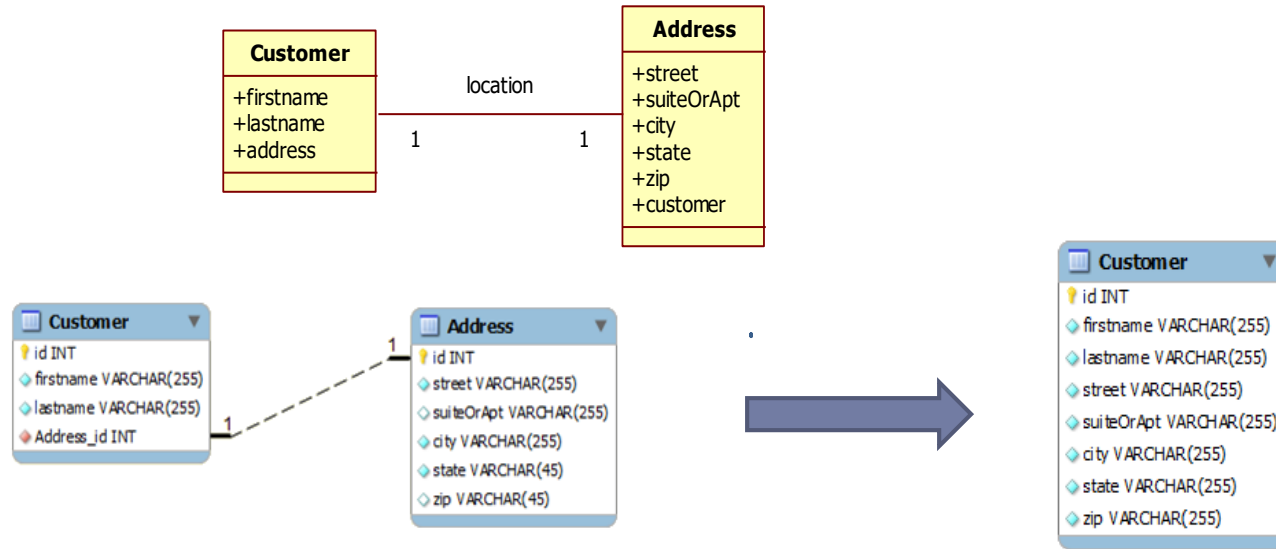 Customer
+firstname
+lastname
+address
location
1
1
Address
+street
+suiteOrApt
+city
+state
+zip
+customer
Customer
id INT
firstname VARCHAR(255)
lastname VARCHAR(255)
Address_id INT
1
1
Address
id INT
street VARCHAR(255)
suiteOrApt VARCHAR(255)
city VARCHAR(255)
state VARCHAR(45)
zip VARCHAR(45)
Customer
id INT
firstname VARCHAR(255)
lastname VARCHAR(255)
street VARCHAR(255)
suiteOrApt VARCHAR(255)
city VARCHAR(255)
state VARCHAR(255)
zip VARCHAR(255)